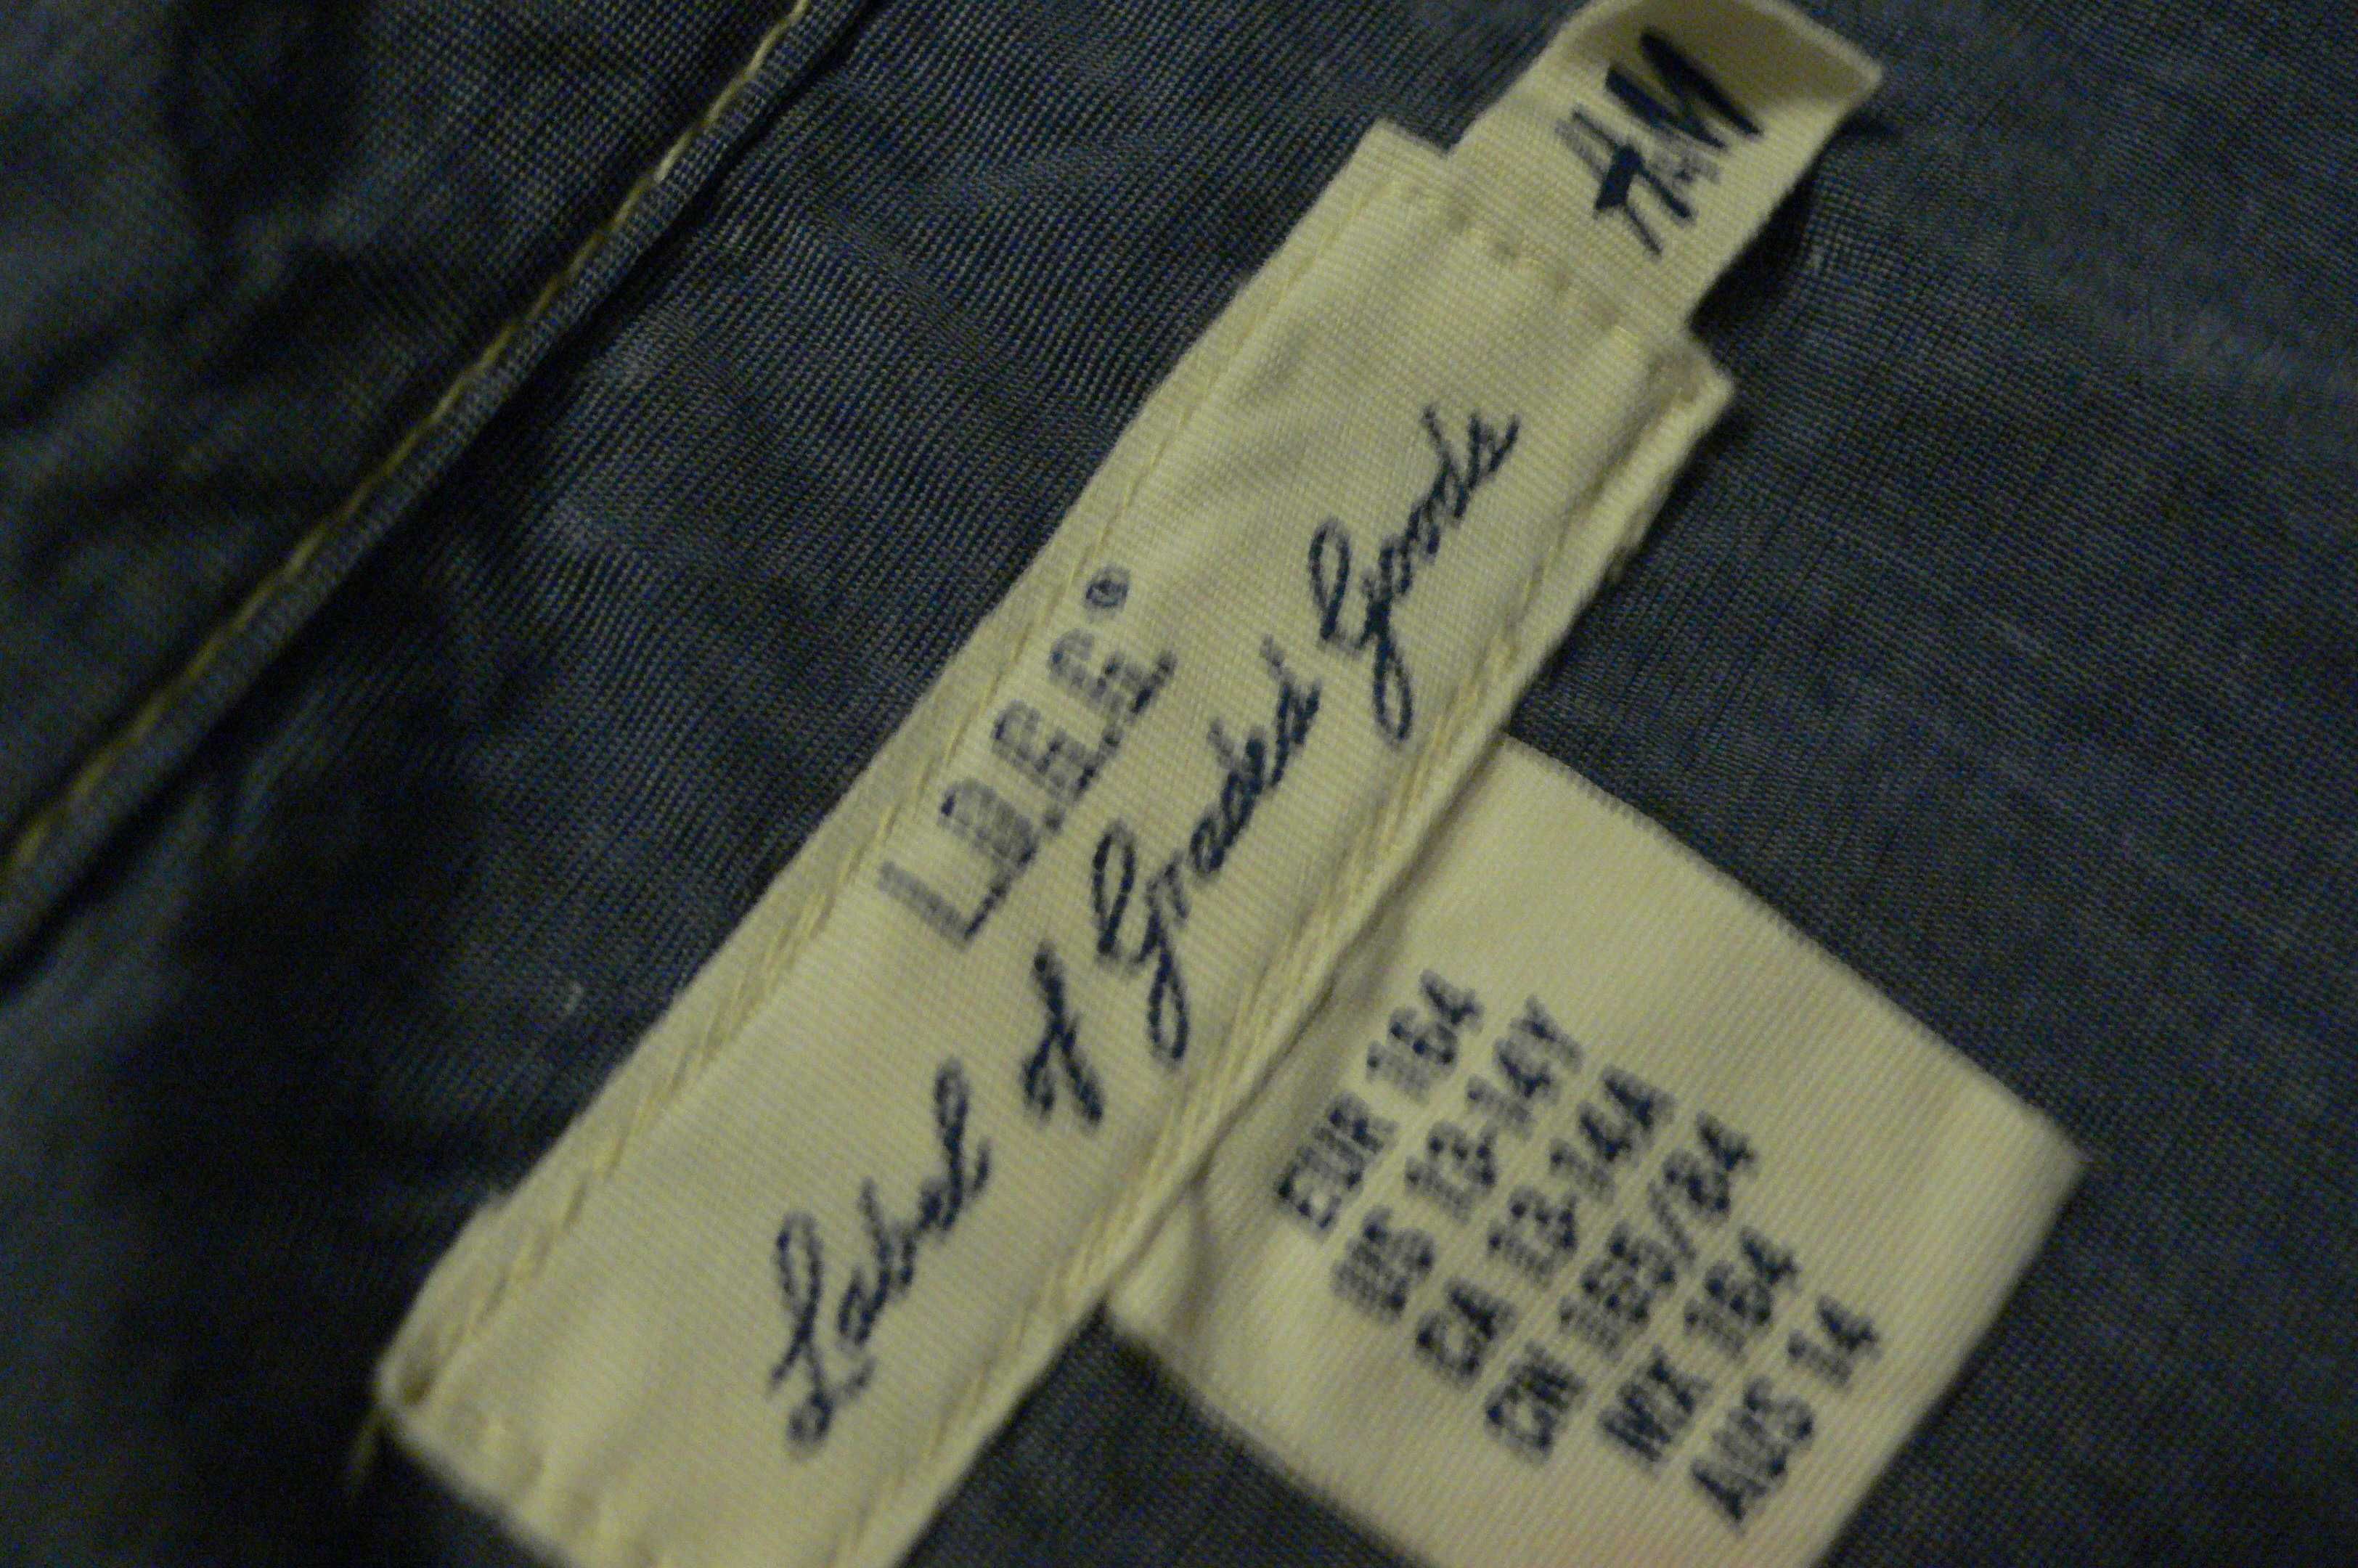 H&M
L.O.G.G.®
Label of Graded Goods
EUR 164
US 13-14Y
CA 13-14A
CN 165/84
MX 164
AUS 14